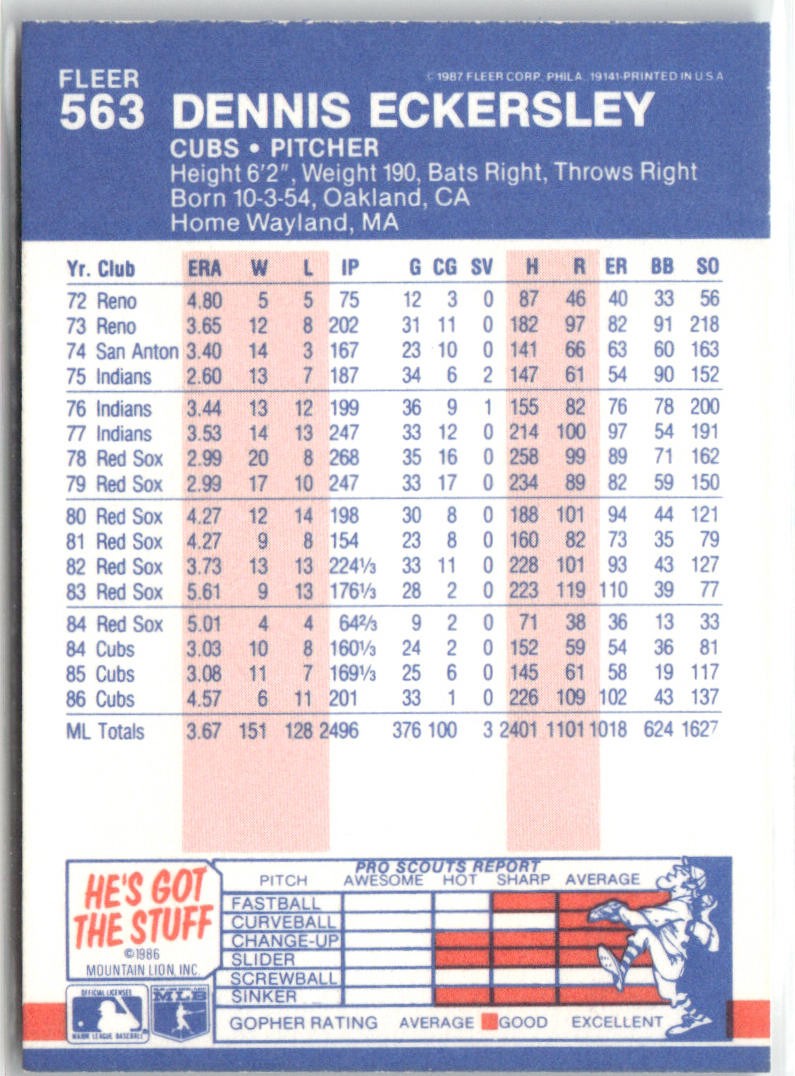 FLEER
©1987 FLEER CORP. PHILA. 19141-PRINTED IN U S A
563 DENNIS ECKERSLEY
CUBS • PITCHER
Height 6'2", Weight 190, Bats Right, Throws Right
Born 10-3-54, Oakland, CA
Home Wayland, MA
Yr. Club ERA W L IP G CG SV H R ER BB SO
72 Reno 4.80 5 5 75 12 3 0 87 46 40 33 56
73 Reno 3.65 12 8 202 31 11 0 182 97 82 91 218
74 San Anton 3.40 14 3 167 23 10 0 141 66 63 60 163
75 Indians 2.60 13 7 187 34 6 2 147 61 54 90 152
76 Indians 3.44 13 12 199 36 9 1 155 82 76 78 200
77 Indians 3.53 14 13 247 33 12 0 214 100 97 54 191
78 Red Sox 2.99 20 8 268 35 16 0 258 99 89 71 162
79 Red Sox 2.99 17 10 247 33 17 0 234 89 82 59 150
80 Red Sox 4.27 12 14 198 30 8 0 188 101 94 44 121
81 Red Sox 4.27 9 8 154 23 8 0 160 82 73 35 79
82 Red Sox 3.73 13 13 224⅓ 33 11 0 228 101 93 43 127
83 Red Sox 5.61 9 13 176⅓ 28 2 0 223 119 110 39 77
84 Red Sox 5.01 4 4 64⅔ 9 2 0 71 38 36 13 33
84 Cubs 3.03 10 8 160⅓ 24 2 0 152 59 54 36 81
85 Cubs 3.08 11 7 169⅓ 25 6 0 145 61 58 19 117
86 Cubs 4.57 6 11 201 33 1 0 226 109 102 43 137
ML Totals 3.67 151 128 2496 376 100 3 2401 1101 1018 624 1627
HE'S GOT
THE STUFF
©1986
MOUNTAIN LION, INC.
PRO SCOUTS REPORT
PITCH AWESOME HOT SHARP AVERAGE
FASTBALL
CURVEBALL
CHANGE-UP
SLIDER
SCREWBALL
SINKER
GOPHER RATING AVERAGE GOOD EXCELLENT
OFFICIAL LICENSEE
MAJOR LEAGUE BASEBALL
MLB